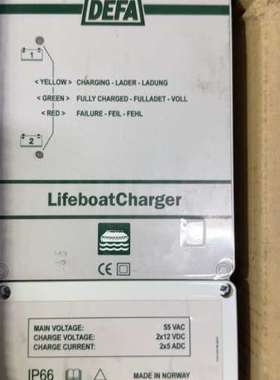 DEFA
1
<YELLOW> CHARGING - LADER - LADUNG
<GREEN> FULLY CHARGED - FULLADET - VOLL
<RED> FAILURE - FEIL - FEHL
2
LifeboatCharger
CE
MAIN VOLTAGE: 55 VAC
CHARGE VOLTAGE: 2x12 VDC
CHARGE CURRENT: 2x5 ADC
IP66 MADE IN NORWAY